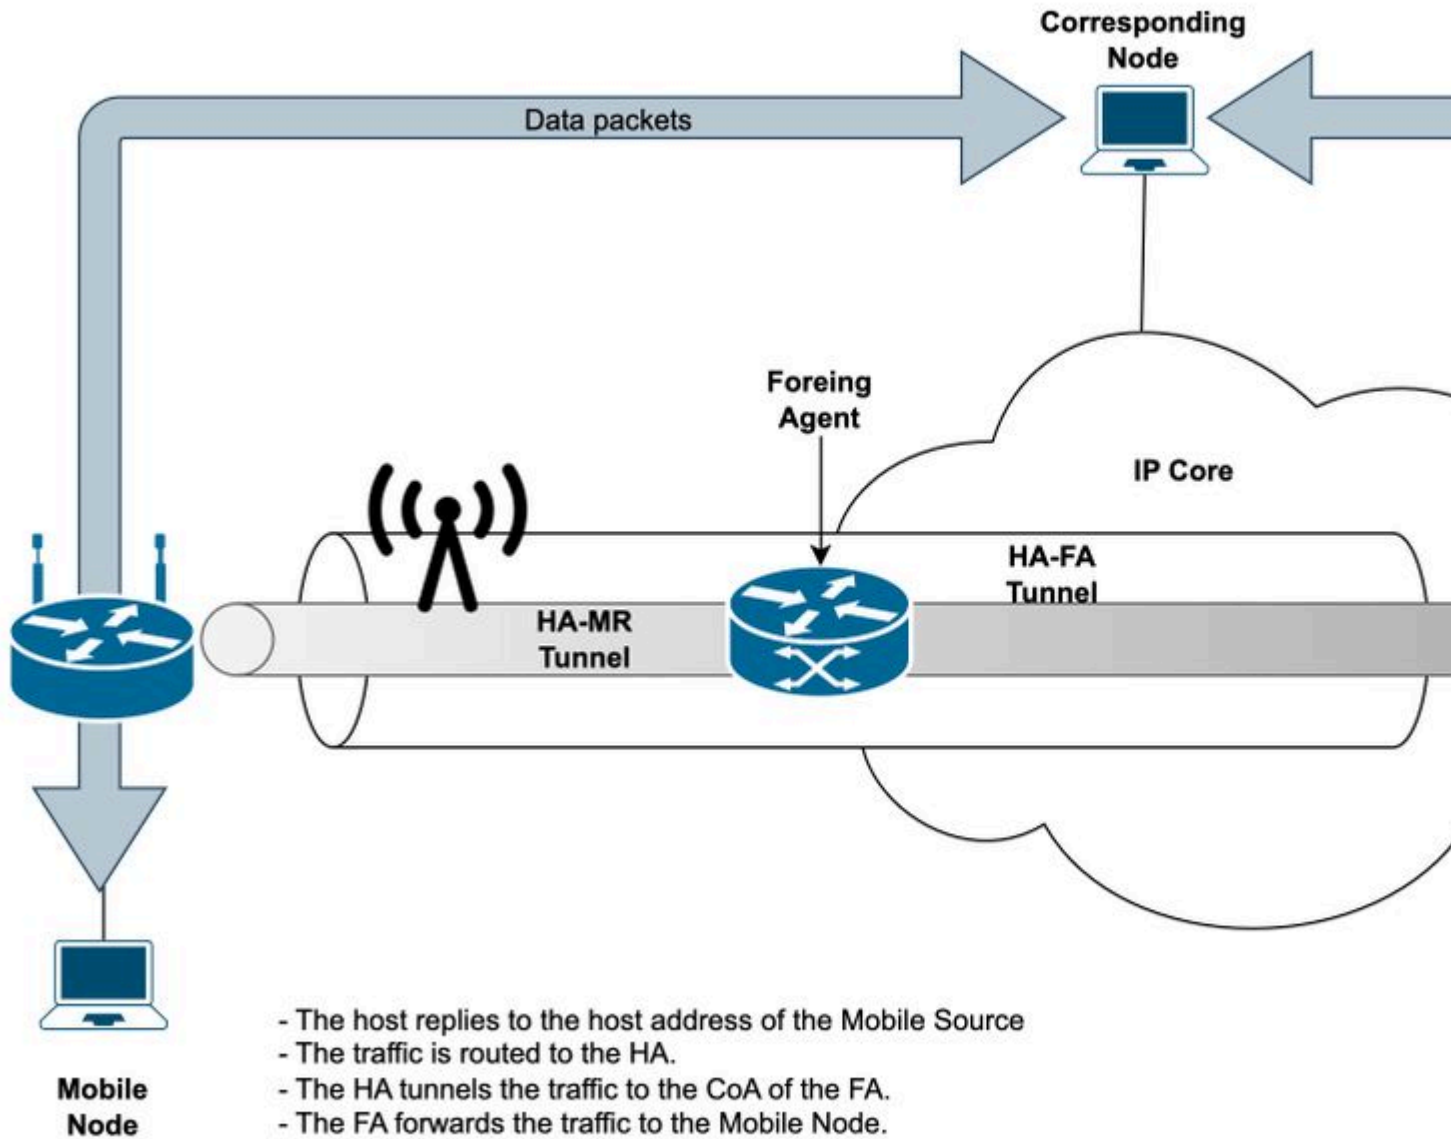 Corresponding
Node
Data packets
Foreing
Agent
IP Core
HA-FA
Tunnel
HA-MR
Tunnel
- The host replies to the host address of the Mobile Source
- The traffic is routed to the HA.
- The HA tunnels the traffic to the CoA of the FA.
- The FA forwards the traffic to the Mobile Node.
Mobile
Node